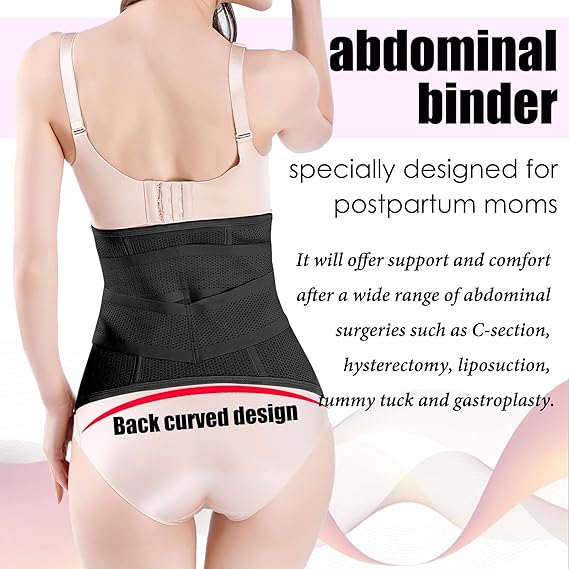 abdominal
binder
specially designed for
postpartum moms
It will offer support and comfort
after a wide range of abdominal
surgeries such as C-section,
hysterectomy, liposuction,
tummy tuck and gastroplasty.
Back curved design